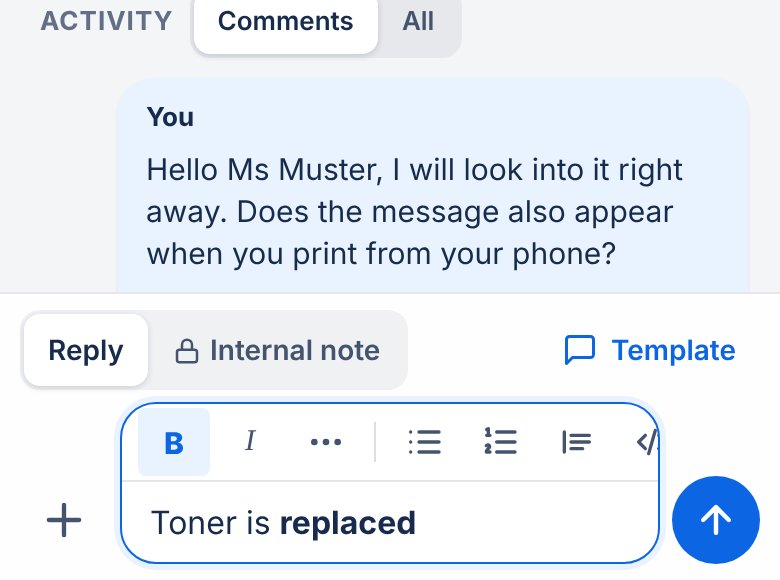 ACTIVITY Comments All
You
Hello Ms Muster, I will look into it right
away. Does the message also appear
when you print from your phone?
Reply Internal note Template
B I
Toner is replaced